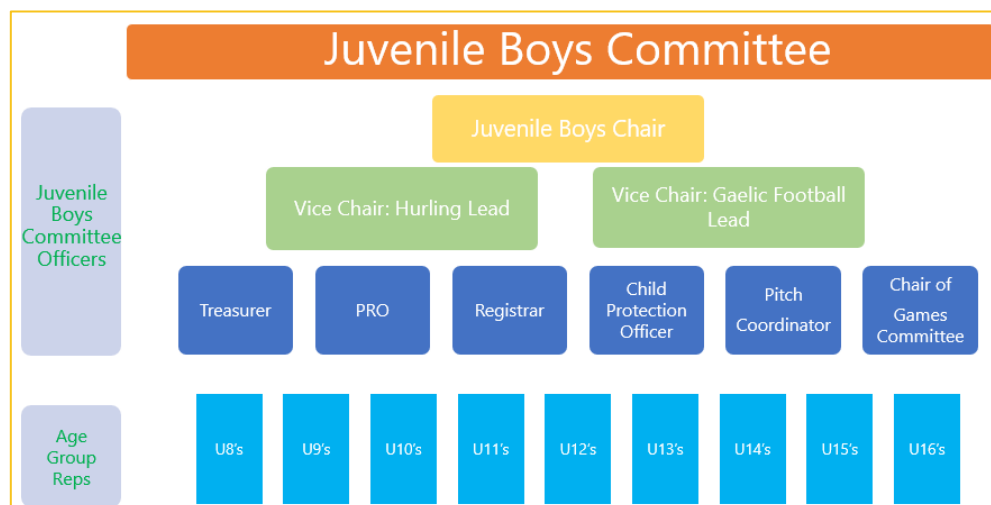 Juvenile Boys Committee
Juvenile Boys Chair
Juvenile
Boys
Committee
Officers
Vice Chair: Hurling Lead
Vice Chair: Gaelic Football
Lead
Treasurer
PRO
Registrar
Child
Protection
Officer
Pitch
Coordinator
Chair of
Games
Committee
Age
Group
Reps
U8's
U9's
U10's
U11's
U12's
U13's
U14's
U15's
U16's